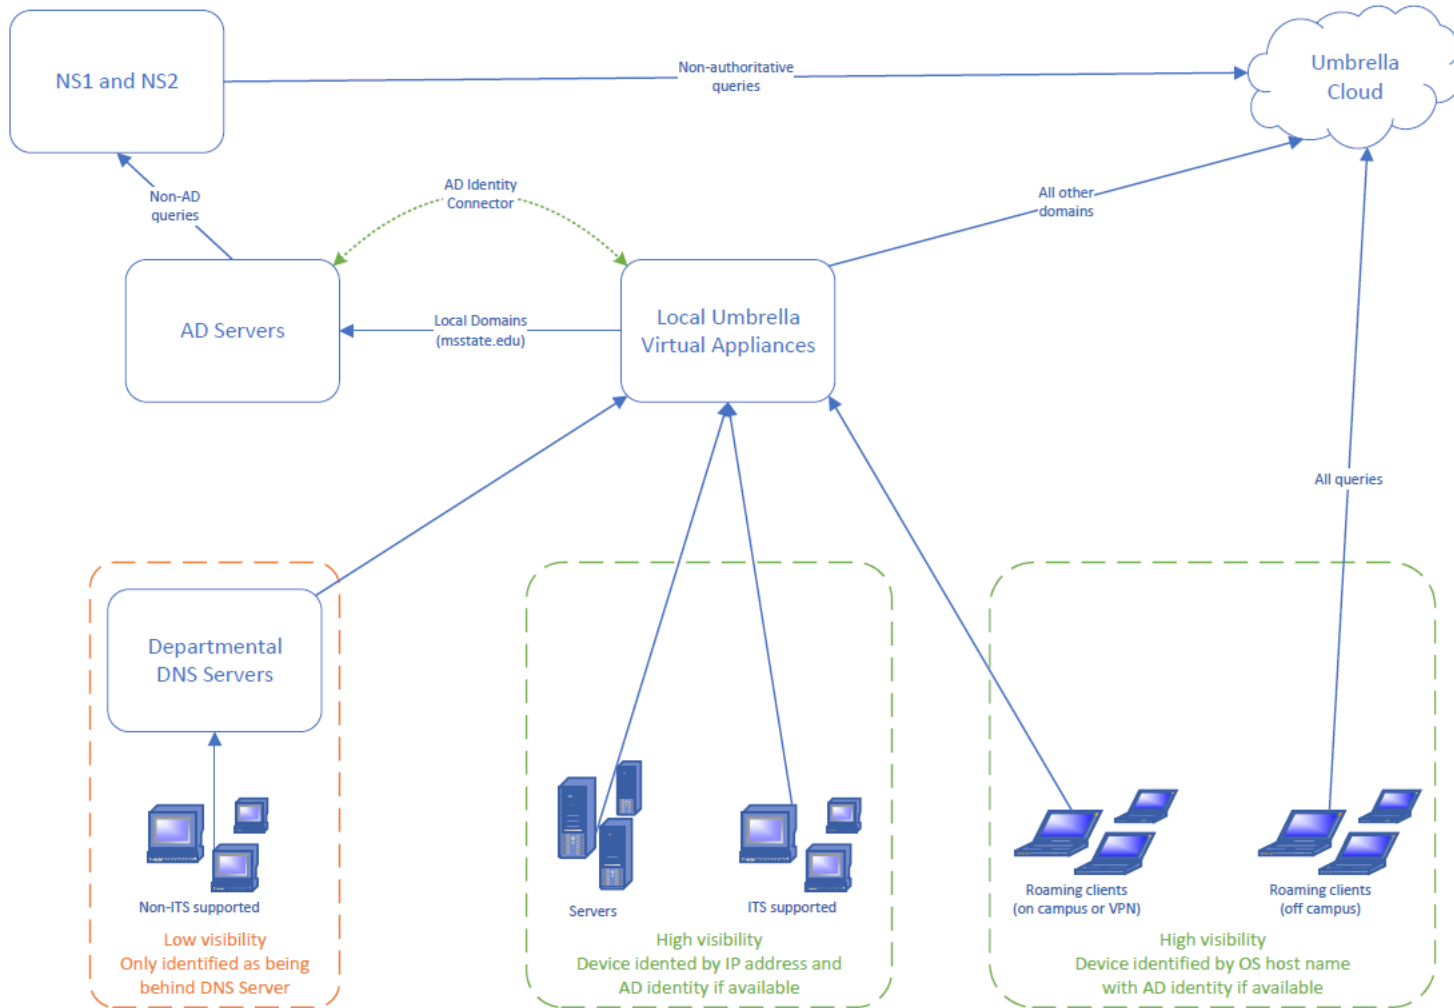 NS1 and NS2
Non-authoritative
queries
Umbrella
Cloud
Non-AD
queries
AD Identity
Connector
All other
domains
AD Servers
Local Domains
(msstate.edu)
Local Umbrella
Virtual Appliances
All queries
Departmental
DNS Servers
Non-ITS supported
Servers
ITS supported
Roaming clients
(on campus or VPN)
Roaming clients
(off campus)
Low visibility
Only identified as being
behind DNS Server
High visibility
Device idented by IP address and
AD identity if available
High visibility
Device identified by OS host name
with AD identity if available